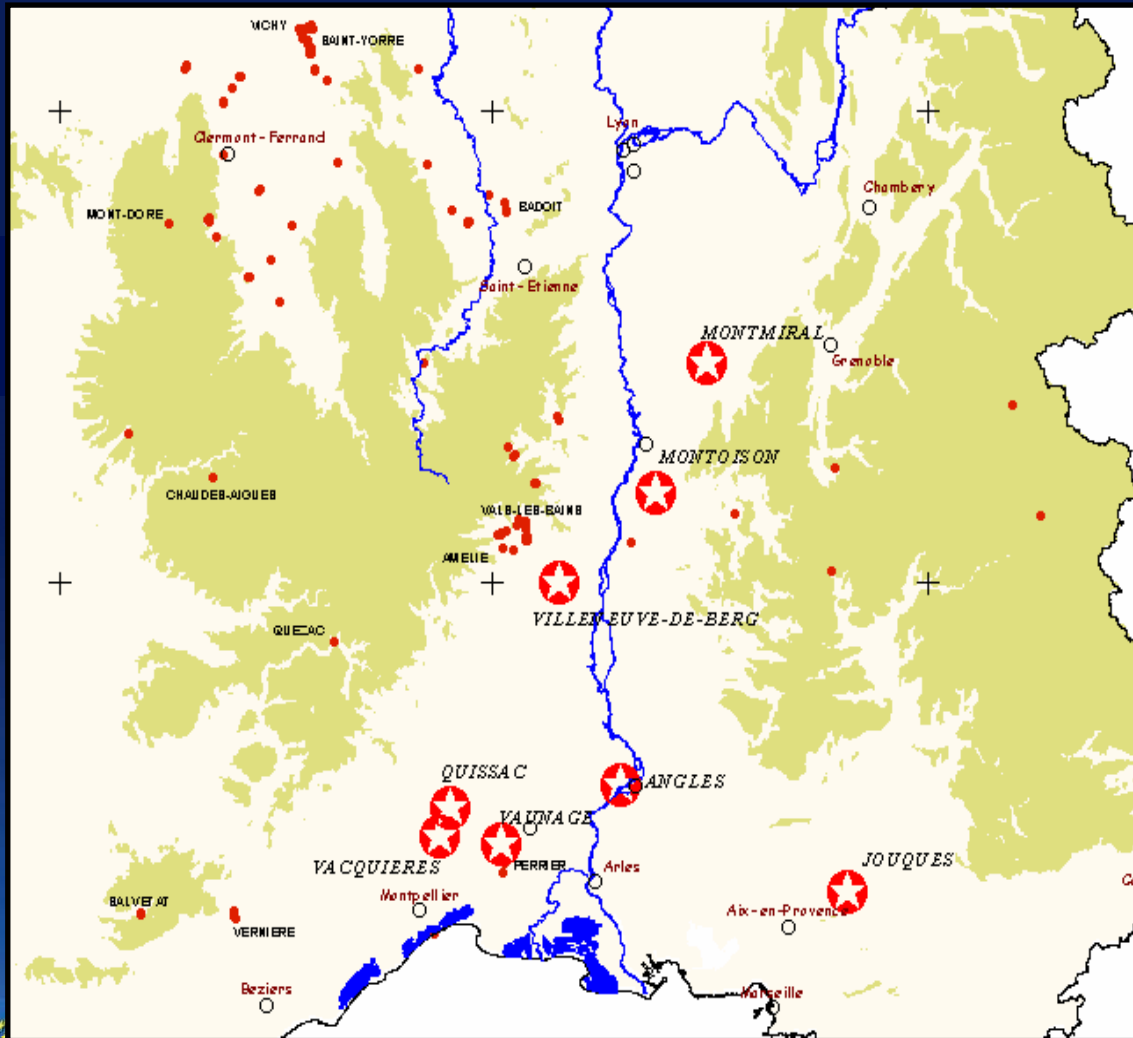 VICHY
SAINT-YORRE
Clermont-Ferrand
Lyon
Chambery
MONT-DORE
BADOIT
Saint-Etienne
MONTMIRAL
Grenoble
MONTOISON
CHAUDES-AIGUES
VALS-LES-BAINS
AMELIE
VILLENEUVE-DE-BERG
QUEZAC
QUISSAC
ANGLES
VAUNAGE
VACQUIERES
PERRIER
Arles
JOUQUES
SALVETAT
Montpellier
VERNIERE
Aix-en-Provence
Beziers
Marseille